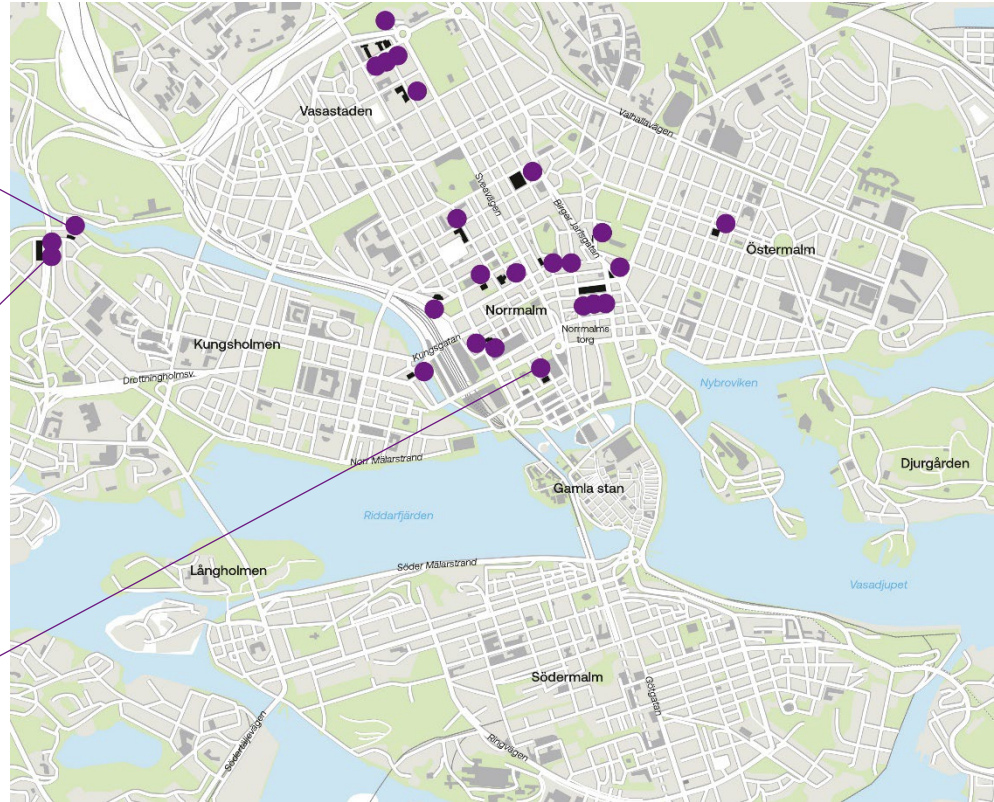 Vasastaden
Valhallavägen
Sveavägen
Birger Jarlsgatan
Östermalm
Norrmalm
Norrmalms
torg
Kungsgatan
Kungsholmen
Drottningholmsv.
Nybroviken
Norr Mälarstrand
Djurgården
Gamla stan
Riddarfjärden
Långholmen
Söder Mälarstrand
Vasadjupet
Södermalm
Götgatan
Ringvägen
Södertäljevägen